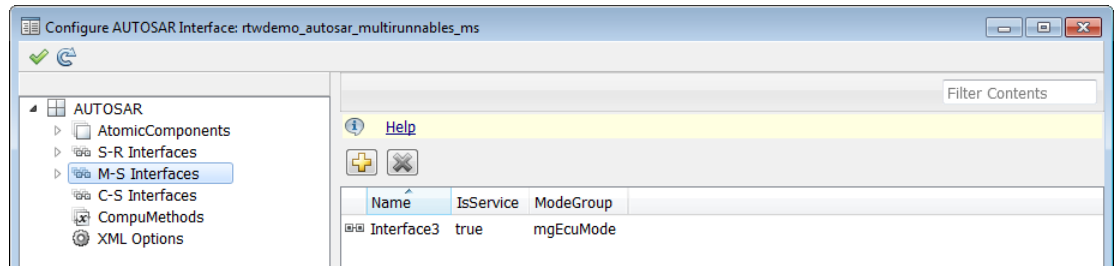 Configure AUTOSAR Interface: rtwdemo_autosar_multirunnables_ms
Filter Contents
AUTOSAR
AtomicComponents
S-R Interfaces
M-S Interfaces
C-S Interfaces
CompuMethods
XML Options
Help
Name IsService ModeGroup
Interface3 true mgEcuMode